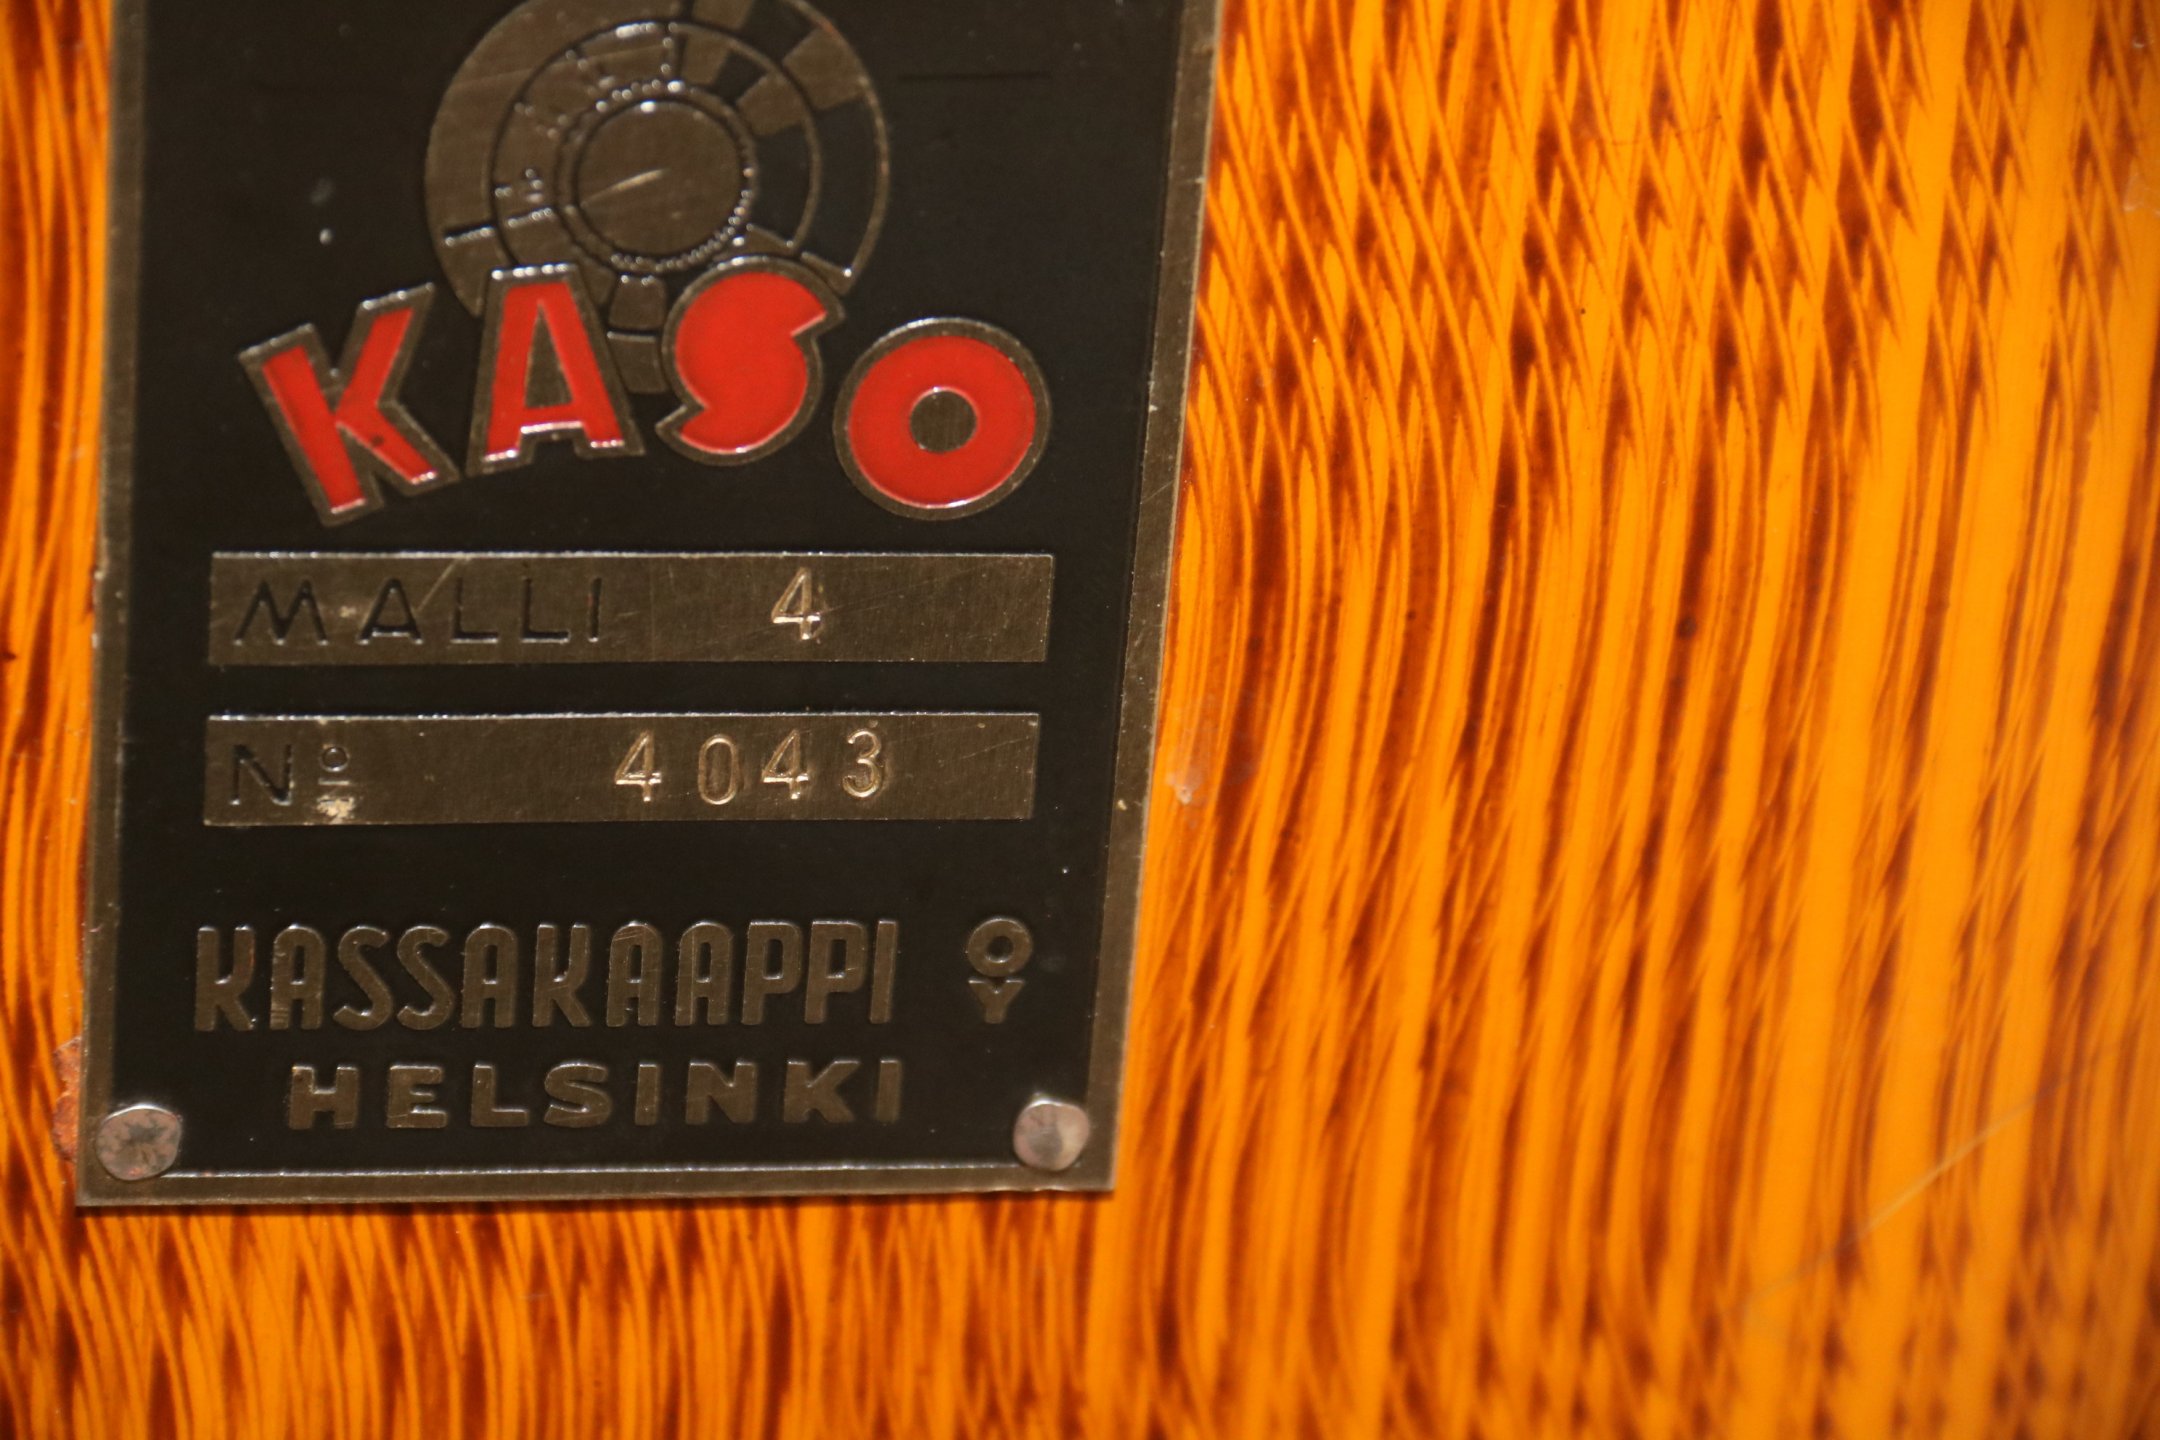 KASO
MALLI 4
Nº 4043
KASSAKAAPPI OY
HELSINKI